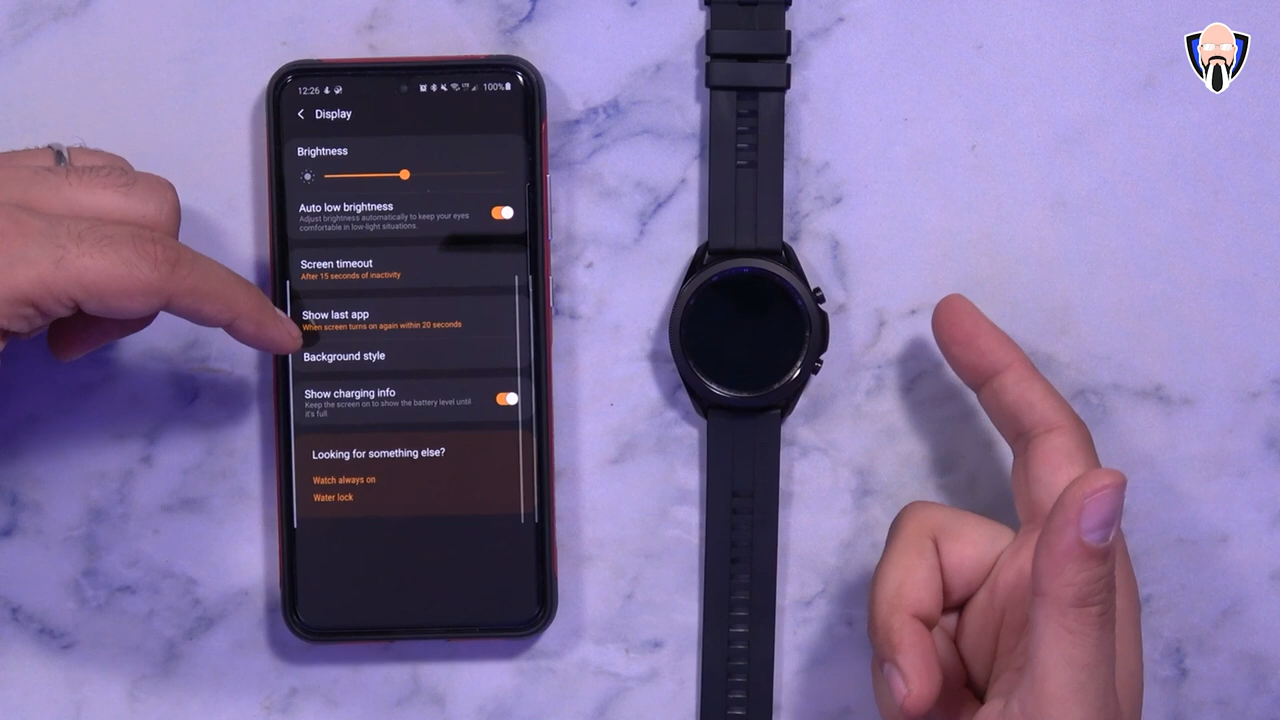 12:26
LTE
100%
Display
Brightness
Auto low brightness
Adjust brightness automatically to keep your eyes
comfortable in low-light situations.
Screen timeout
After 15 seconds of inactivity
Show last app
When screen turns on again within 20 seconds
Background style
Show charging info
Keep the screen on to show the battery level until
it's full
Looking for something else?
Watch always on
Water lock